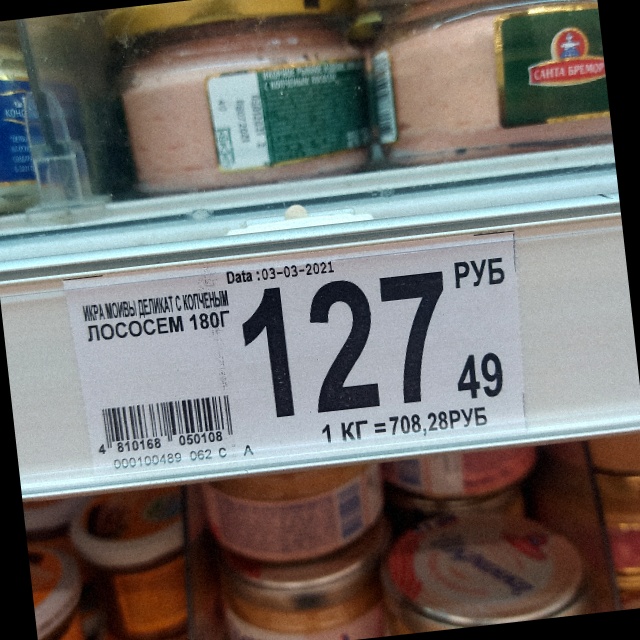 САНТА БРЕМОР
Data :03-03-2021
ИКРА МОЙВЫ ДЕЛИКАТ С КОПЧЕНЫМ
ЛОСОСЕМ 180Г
127 49 РУБ
1 КГ =708,28РУБ
4 810168 050108
000100489 062 С А